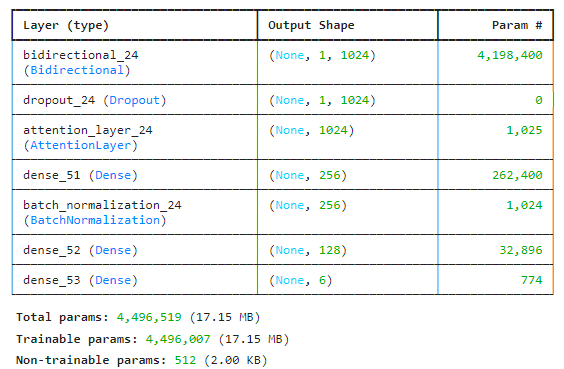 Layer (type) Output Shape Param #
bidirectional_24 (None, 1, 1024) 4,198,400
(Bidirectional)
dropout_24 (Dropout) (None, 1, 1024) 0
attention_layer_24 (None, 1024) 1,025
(AttentionLayer)
dense_51 (Dense) (None, 256) 262,400
batch_normalization_24 (None, 256) 1,024
(BatchNormalization)
dense_52 (Dense) (None, 128) 32,896
dense_53 (Dense) (None, 6) 774
Total params: 4,496,519 (17.15 MB)
Trainable params: 4,496,007 (17.15 MB)
Non-trainable params: 512 (2.00 KB)